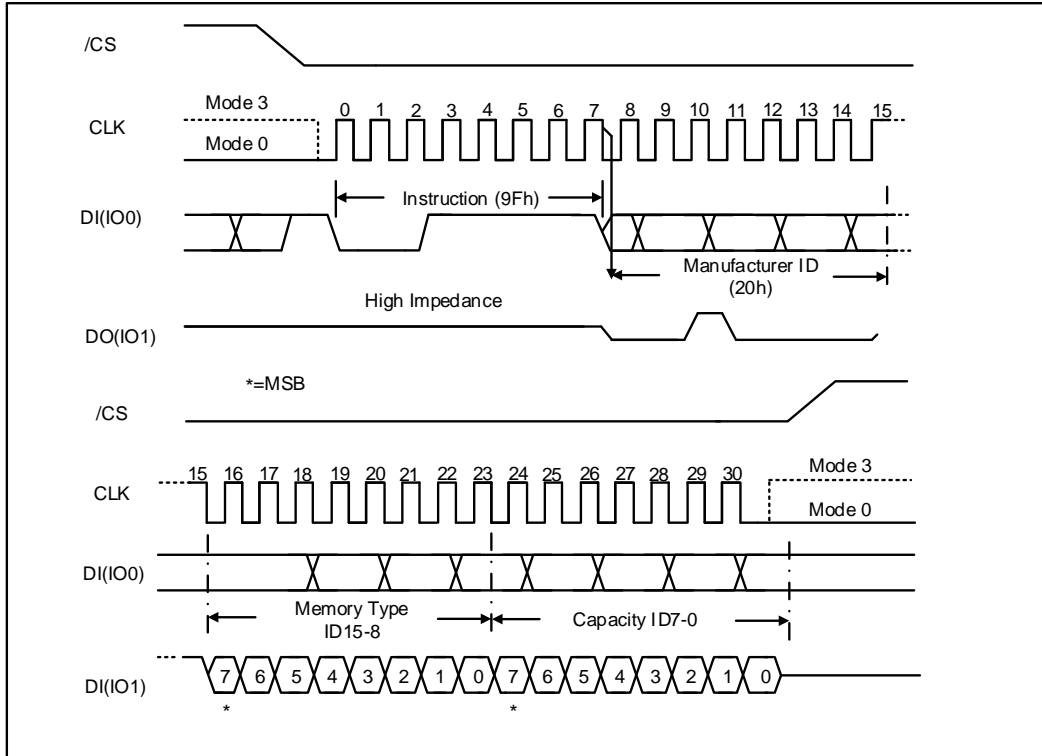 /CS
Mode 3
CLK
Mode 0
0 1 2 3 4 5 6 7 8 9 10 11 12 13 14 15
Instruction (9Fh)
DI(IO0)
Manufacturer ID
(20h)
High Impedance
DO(IO1)
*=MSB
/CS
15 16 17 18 19 20 21 22 23 24 25 26 27 28 29 30
Mode 3
CLK
Mode 0
DI(IO0)
Memory Type
ID15-8
Capacity ID7-0
DI(IO1)
7 6 5 4 3 2 1 0 7 6 5 4 3 2 1 0
* *